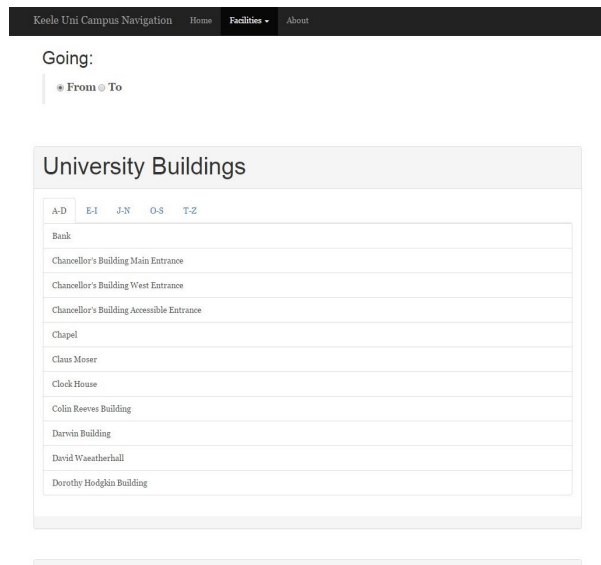 Keele Uni Campus Navigation Home Facilities About
Going:
From To
University Buildings
A-D E-I J-N O-S T-Z
Bank
Chancellor's Building Main Entrance
Chancellor's Building West Entrance
Chancellor's Building Accessible Entrance
Chapel
Claus Moser
Clock House
Colin Reeves Building
Darwin Building
David Waeatherhall
Dorothy Hodgkin Building